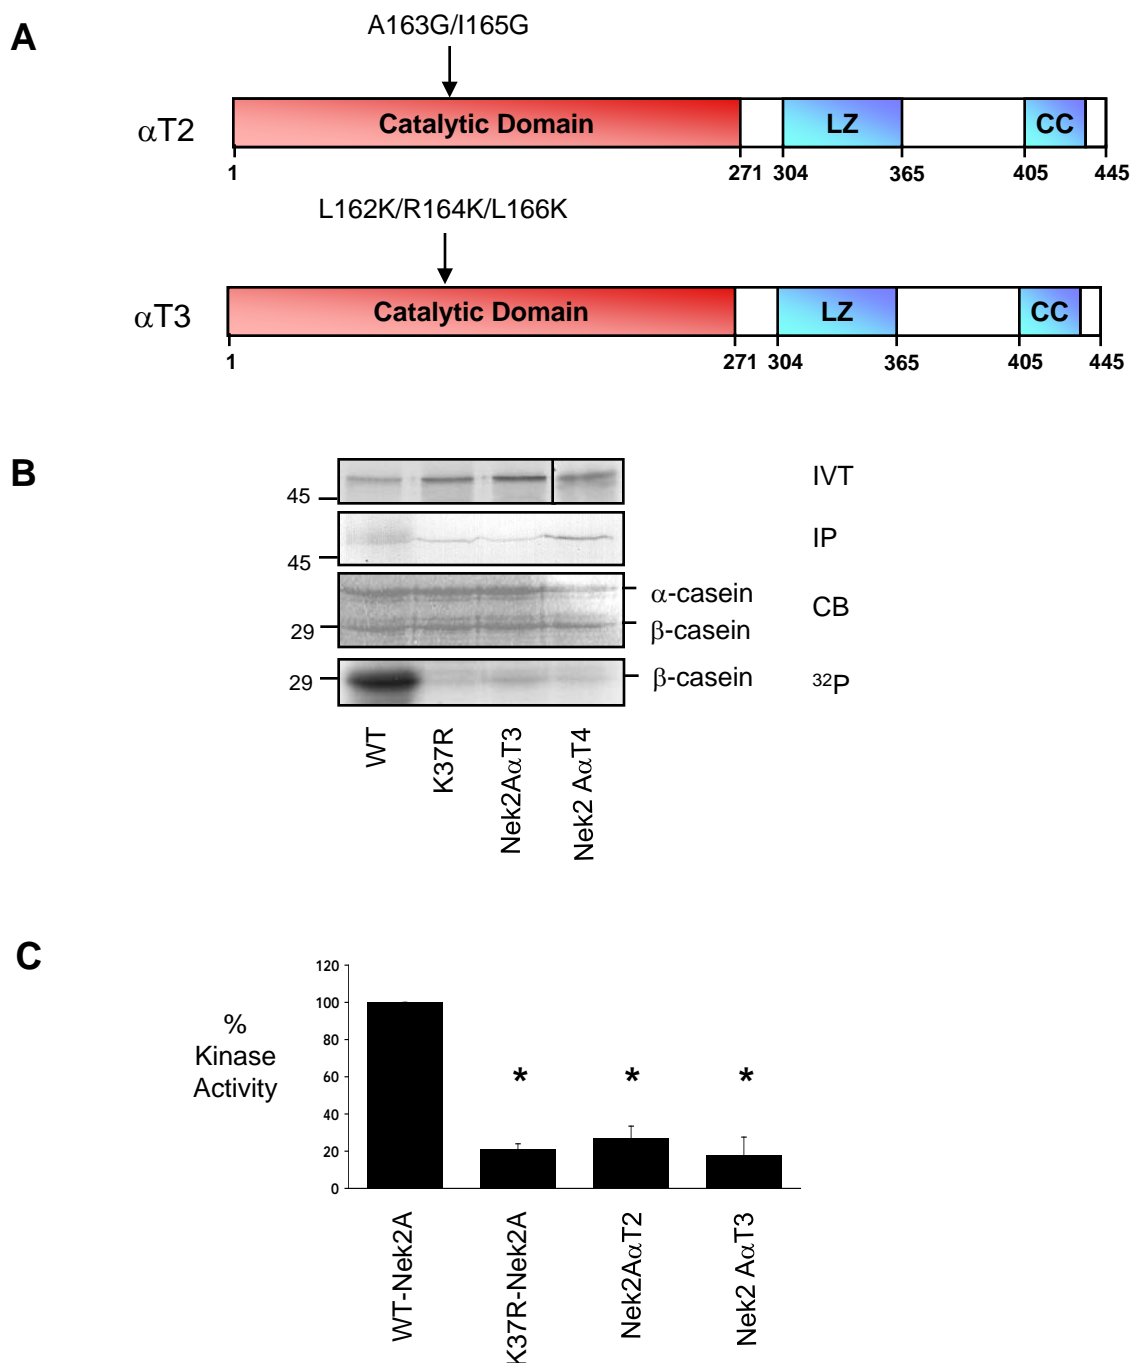 A
A163G/I165G
αT2
Catalytic Domain
LZ
CC
1
271
304
365
405
445
L162K/R164K/L166K
αT3
Catalytic Domain
LZ
CC
1
271
304
365
405
445
B
45
IVT
45
IP
α-casein
CB
29
β-casein
29
β-casein
32P
WT
K37R
Nek2AαT3
Nek2 AαT4
C
%
Kinase
Activity
120
100
80
60
40
20
0
*
*
*
WT-Nek2A
K37R-Nek2A
Nek2AαT2
Nek2 AαT3